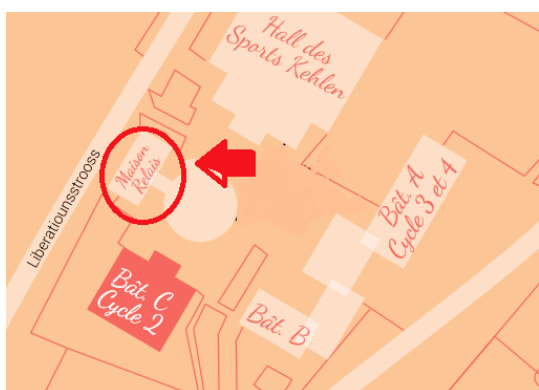 Hall des
Sports Kehlen
Maison
Relais
Liberatiounsstrooss
Bât. A
Cycle 3 et 4
Bât. C
Cycle 2
Bât. B